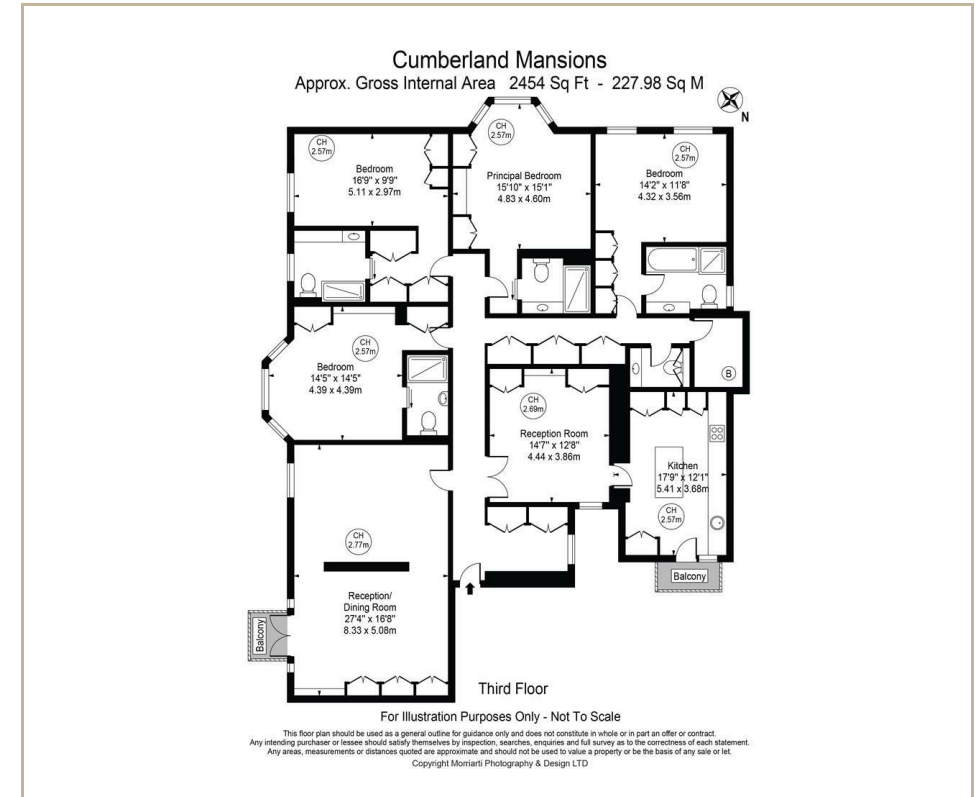 Cumberland Mansions
Approx. Gross Internal Area 2454 Sq Ft - 227.98 Sq M
N
CH
2.57m
Bedroom
16'9" x 9'9"
5.11 x 2.97m
CH
2.57m
Principal Bedroom
15'10" x 15'1"
4.83 x 4.60m
CH
2.57m
Bedroom
14'2" x 11'8"
4.32 x 3.56m
CH
2.57m
Bedroom
14'5" x 14'5"
4.39 x 4.39m
B
CH
2.69m
Reception Room
14'7" x 12'8"
4.44 x 3.86m
Kitchen
17'9" x 12'1"
5.41 x 3.68m
CH
2.57m
Balcony
CH
2.77m
Reception/
Dining Room
27'4" x 16'8"
8.33 x 5.08m
Balcony
Third Floor
For Illustration Purposes Only - Not To Scale
This floor plan should be used as a general outline for guidance only and does not constitute in whole or in part an offer or contract.
Any intending purchaser or lessee should satisfy themselves by inspection, searches, enquiries and full survey as to the correctness of each statement.
Any areas, measurements or distances quoted are approximate and should not be used to value a property or be the basis of any sale or let.
Copyright Morriarti Photography & Design LTD